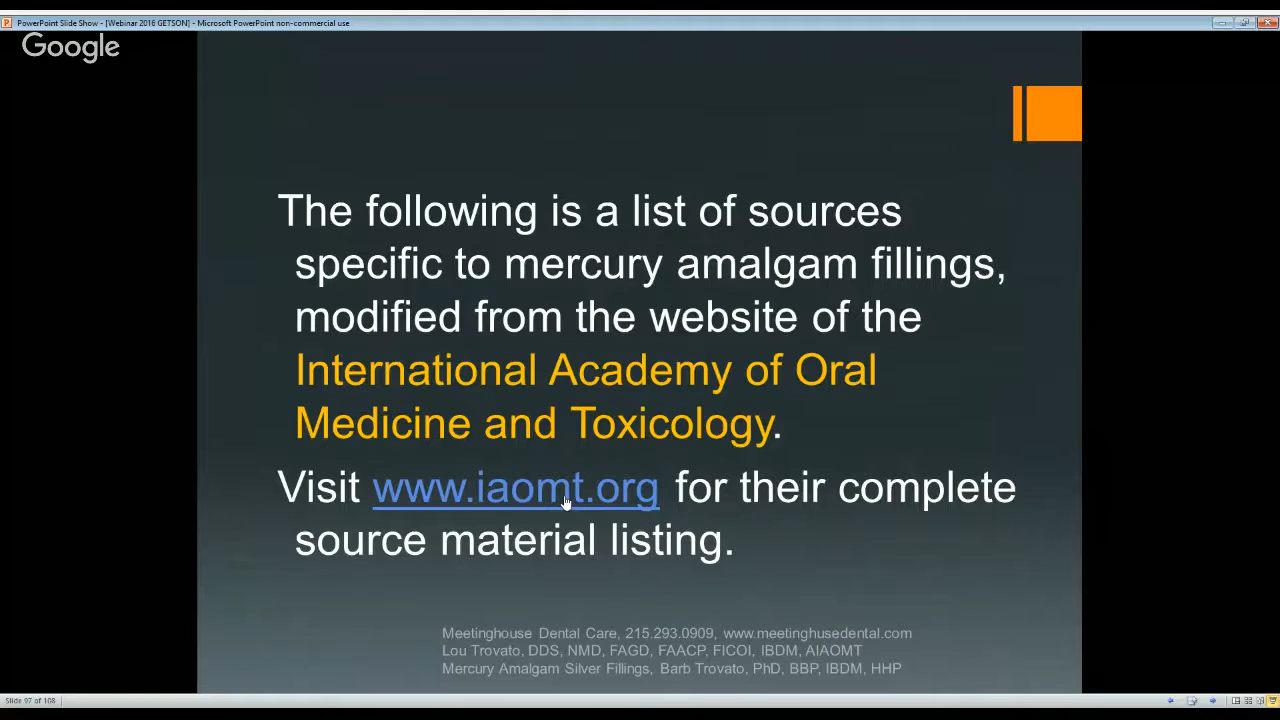 PowerPoint Slide Show - [Webinar 2016 GETSON] - Microsoft PowerPoint non-commercial use
Google
The following is a list of sources
specific to mercury amalgam fillings,
modified from the website of the
International Academy of Oral
Medicine and Toxicology.
Visit www.iaomt.org for their complete
source material listing.
Meetinghouse Dental Care, 215.293.0909, www.meetinghusedental.com
Lou Trovato, DDS, NMD, FAGD, FAACP, FICOI, IBDM, AIAOMT
Mercury Amalgam Silver Fillings, Barb Trovato, PhD, BBP, IBDM, HHP
Slide 97 of 108